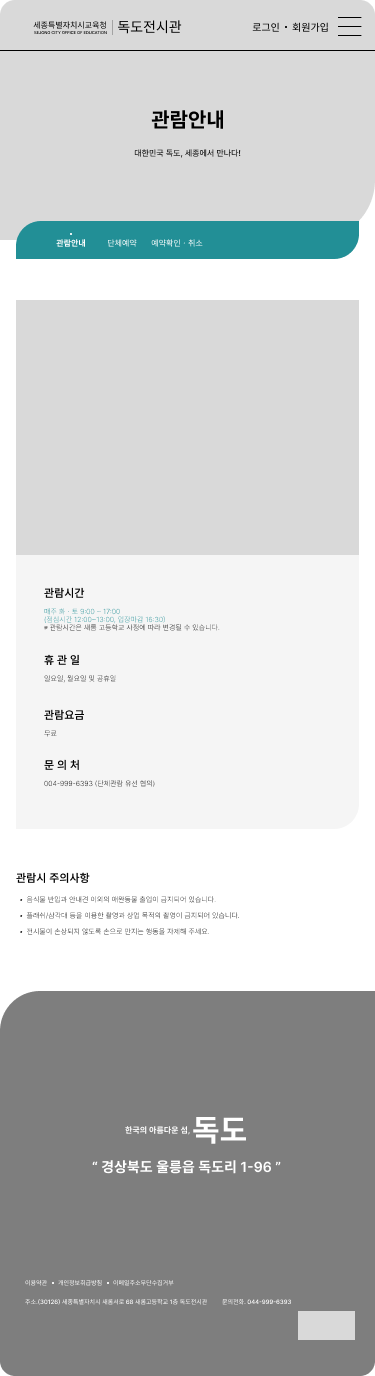 세종특별자치시교육청
SEJONG CITY OFFICE OF EDUCATION
독도전시관
로그인 • 회원가입
관람안내
대한민국 독도, 세종에서 만나다!
관람안내 단체예약 예약확인 · 취소
관람시간
매주 화 - 토 9:00 ~ 17:00
(점심시간 12:00~13:00, 입장마감 16:30)
※ 관람시간은 새롬 고등학교 사정에 따라 변경될 수 있습니다.
휴 관 일
일요일, 월요일 및 공휴일
관람요금
무료
문 의 처
004-999-6393 (단체관람 유선 협의)
관람시 주의사항
• 음식물 반입과 안내견 이외의 애완동물 출입이 금지되어 있습니다.
• 플래쉬/삼각대 등을 이용한 촬영과 상업 목적의 촬영이 금지되어 있습니다.
• 전시물이 손상되지 않도록 손으로 만지는 행동을 자제해 주세요.
한국의 아름다운 섬, 독도
“ 경상북도 울릉읍 독도리 1-96 ”
이용약관 • 개인정보취급방침 • 이메일주소무단수집거부
주소.(30126) 세종특별자치시 새롬서로 68 새롬고등학교 1층 독도전시관 문의전화. 044-999-6393